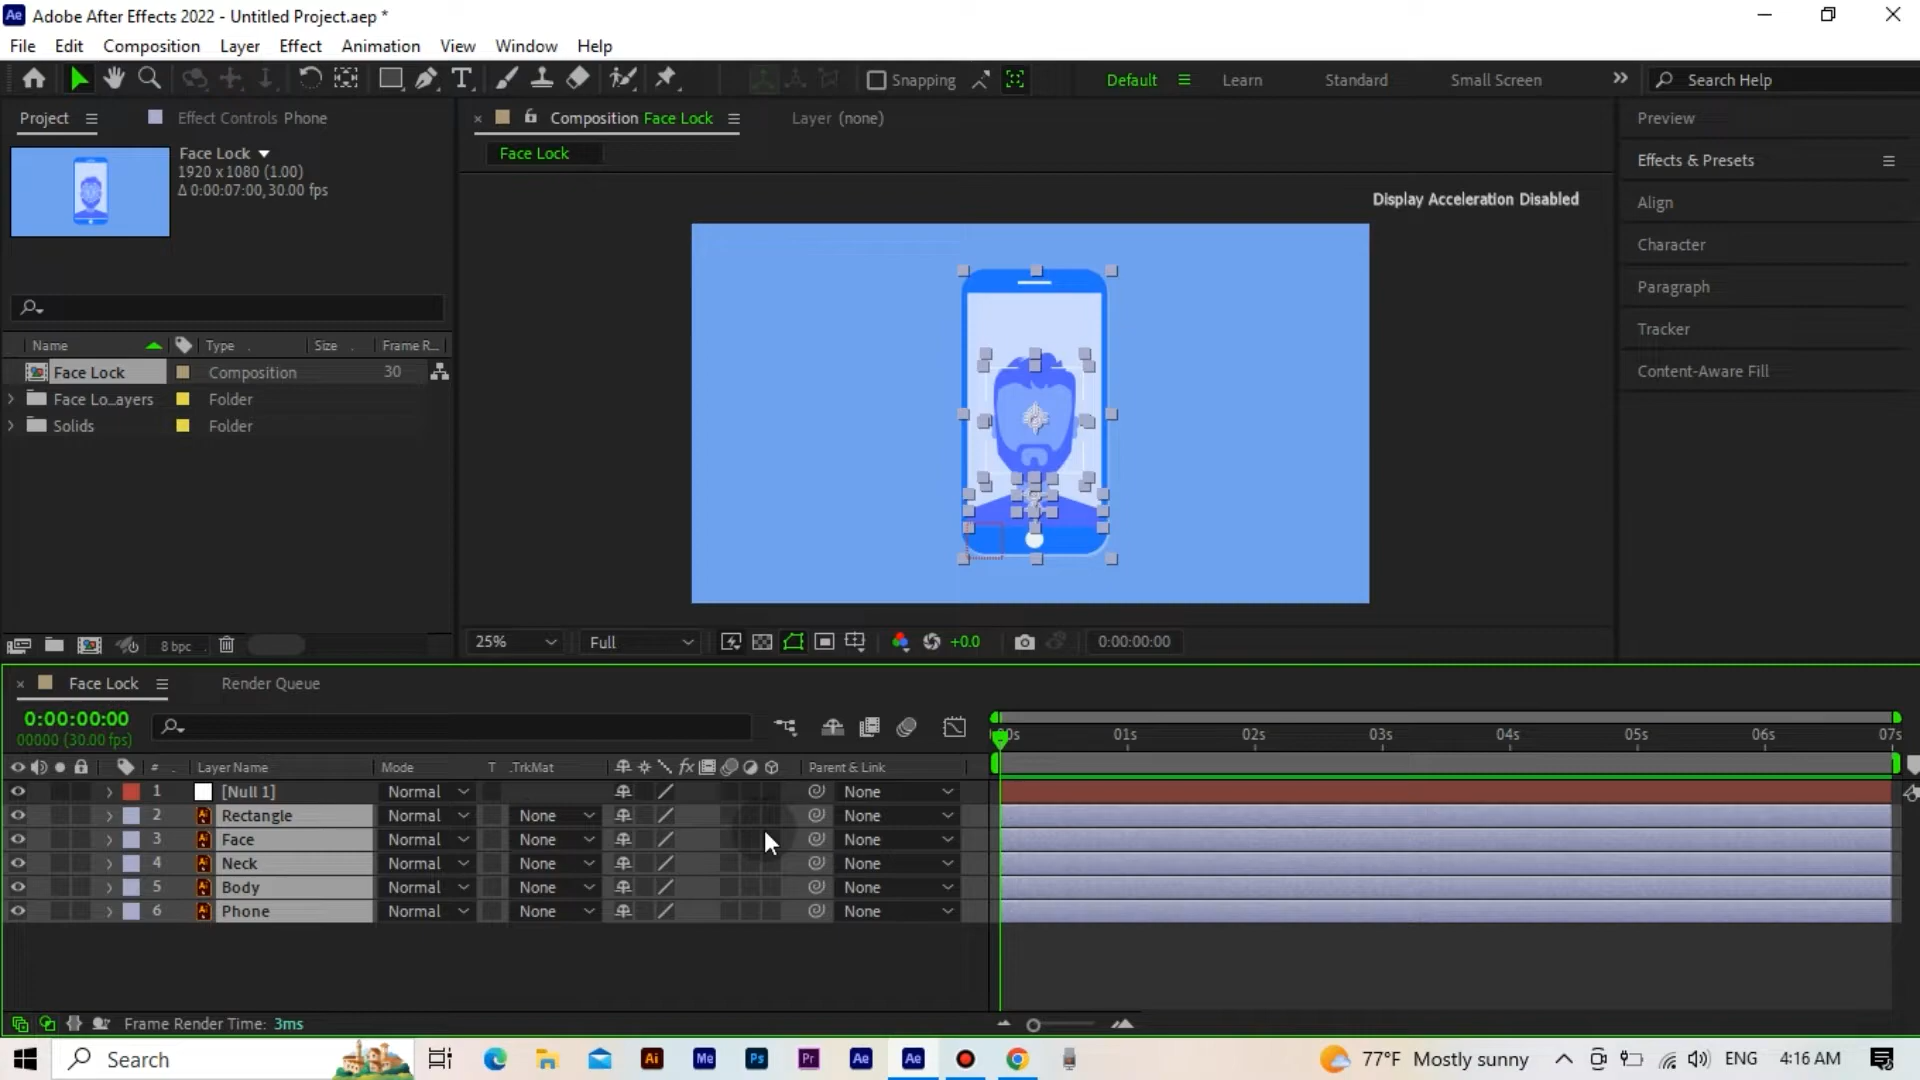 Ae Adobe After Effects 2022 - Untitled Project.aep *
File Edit Composition Layer Effect Animation View Window Help
T Snapping Default Learn Standard Small Screen Search Help
Project Effect Controls Phone
Composition Face Lock Layer (none)
Preview
Face Lock
1920 x 1080 (1.00)
Δ 0:00:07:00, 30.00 fps
Face Lock
Effects & Presets
Display Acceleration Disabled
Align
Character
Paragraph
Tracker
Content-Aware Fill
Name Type Size Frame R...
Face Lock Composition 30
Face Lo...ayers Folder
Solids Folder
8 bpc
25% Full +0.0 0:00:00:00
Face Lock Render Queue
0:00:00:00
00000 (30.00 fps)
01s 02s 03s 04s 05s 06s 07s
# Layer Name Mode T .TrkMat fx Parent & Link
1 [Null 1] Normal None
2 Rectangle Normal None None
3 Face Normal None None
4 Neck Normal None None
5 Body Normal None None
6 Phone Normal None None
Frame Render Time: 3ms
Search Ai Me Ps Pr Ae Ae 77°F Mostly sunny ENG 4:16 AM